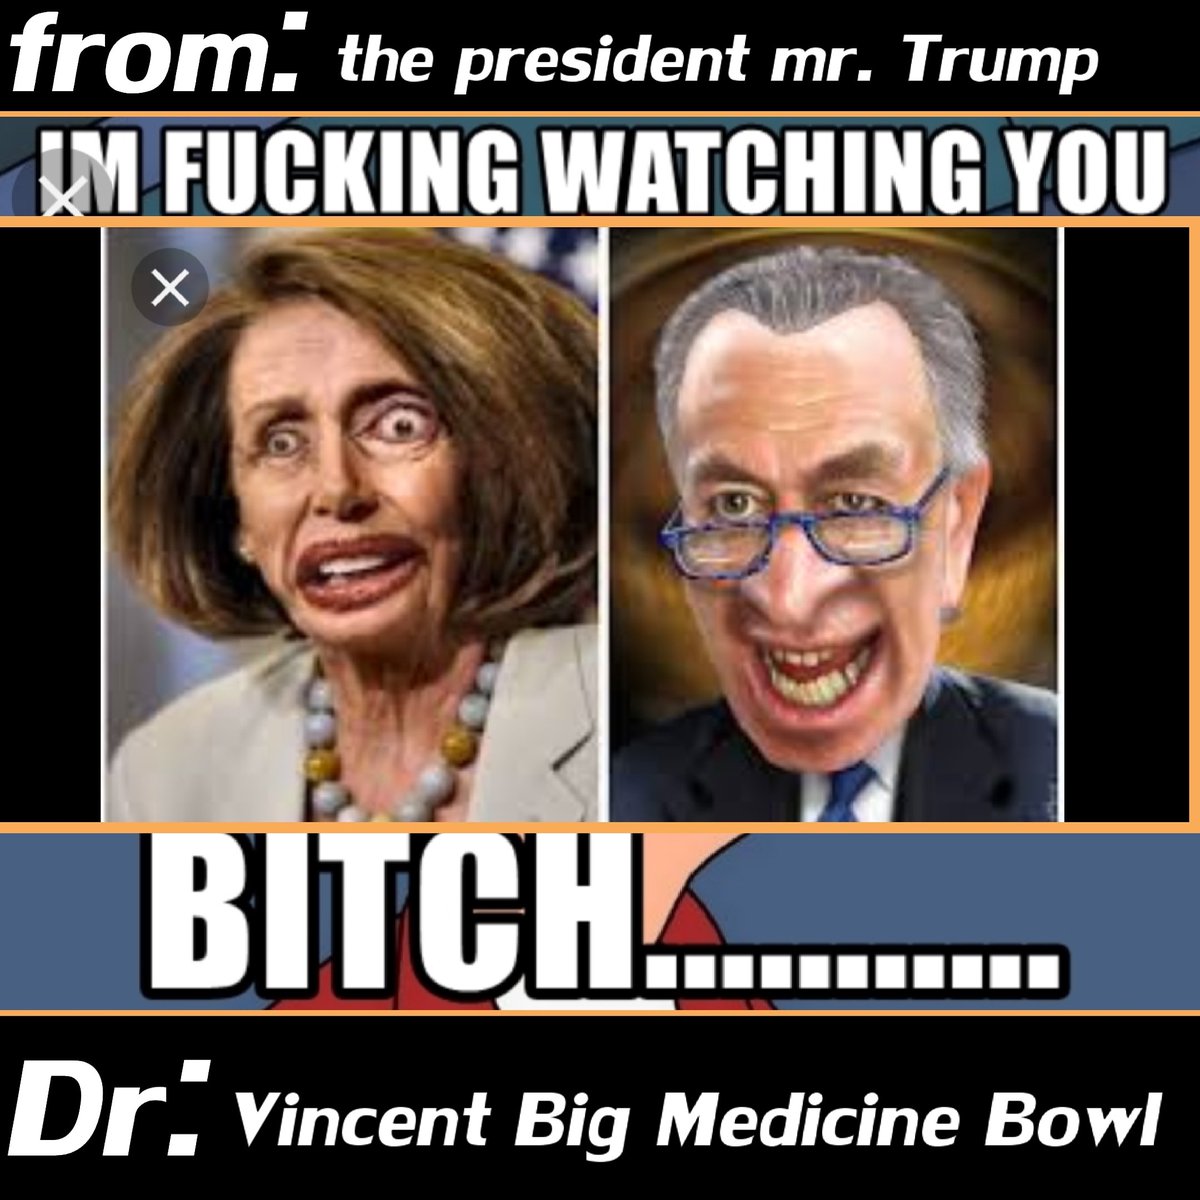 from: the president mr. Trump
IM FUCKING WATCHING YOU
BITCH...........
Dr: Vincent Big Medicine Bowl